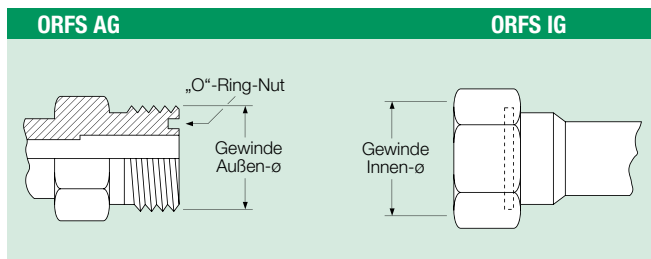 ORFS AG
ORFS IG
„O“-Ring-Nut
Gewinde
Außen-ø
Gewinde
Innen-ø